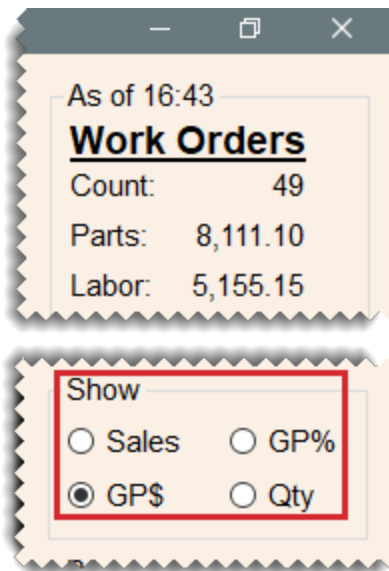 As of 16:43
Work Orders
Count: 49
Parts: 8,111.10
Labor: 5,155.15
Show
Sales GP%
GP$ Qty